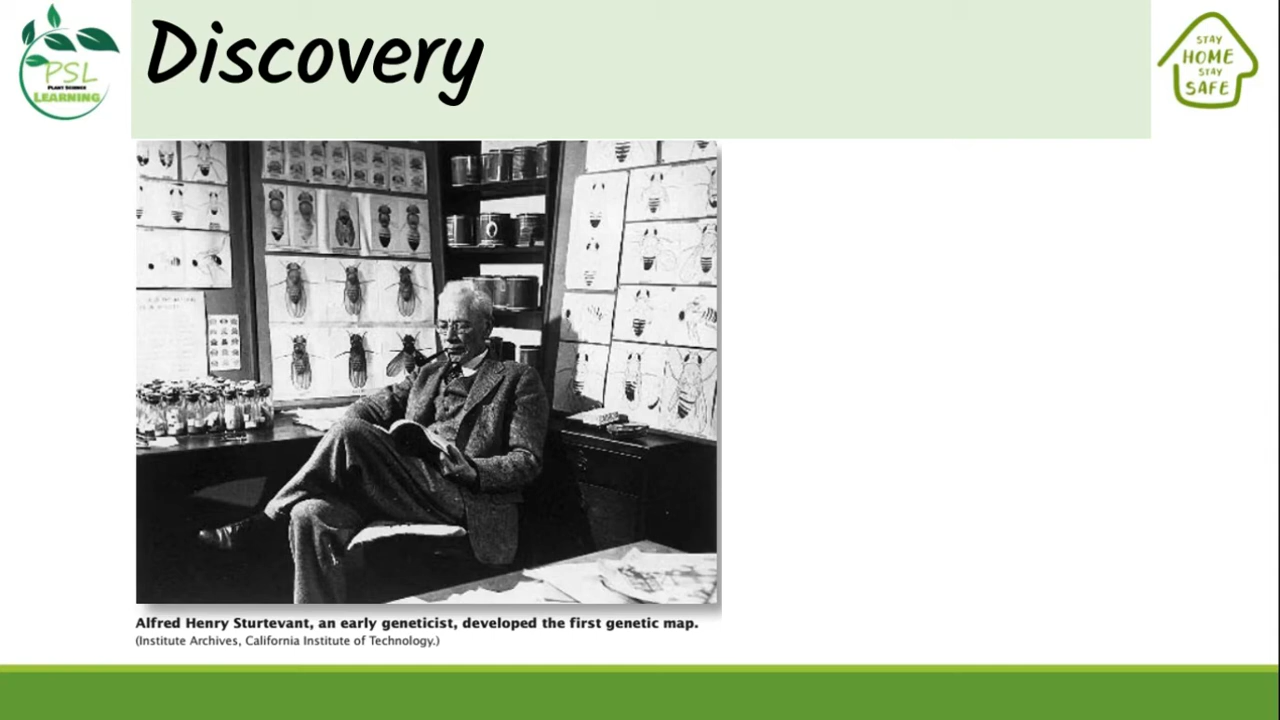 Discovery
PSL
PLANT SCIENCE
LEARNING
STAY
HOME
STAY
SAFE
Alfred Henry Sturtevant, an early geneticist, developed the first genetic map.
(Institute Archives, California Institute of Technology.)